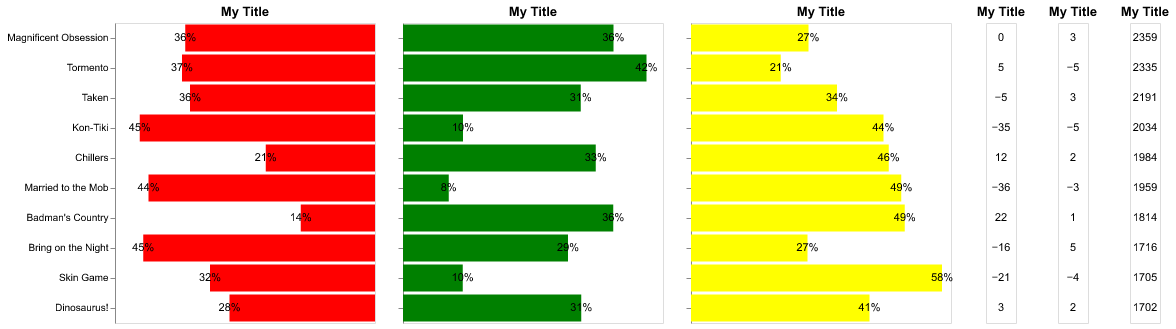 My Title My Title My Title My Title My Title My Title
Magnificent Obsession 36% 36% 27% 0 3 2359
Tormento 37% 42% 21% 5 −5 2335
Taken 36% 31% 34% −5 3 2191
Kon-Tiki 45% 10% 44% −35 −5 2034
Chillers 21% 33% 46% 12 2 1984
Married to the Mob 44% 8% 49% −36 −3 1959
Badman's Country 14% 36% 49% 22 1 1814
Bring on the Night 45% 29% 27% −16 5 1716
Skin Game 32% 10% 58% −21 −4 1705
Dinosaurus! 28% 31% 41% 3 2 1702